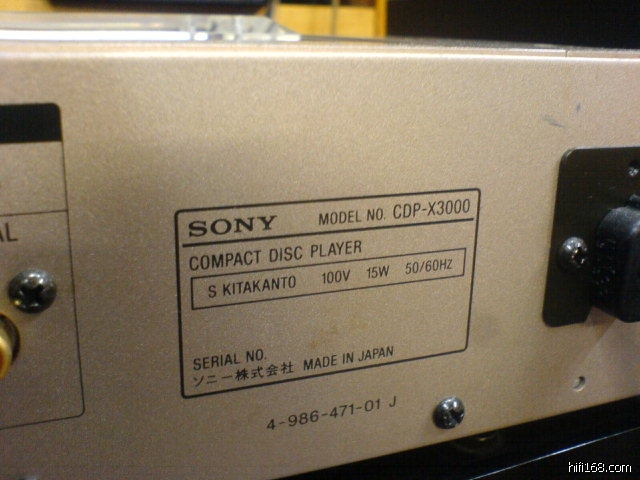 AL
SONY MODEL NO. CDP-X3000
COMPACT DISC PLAYER
S KITAKANTO 100V 15W 50/60HZ
SERIAL NO.
ソニー株式会社 MADE IN JAPAN
4-986-471-01 J
hifi168.com